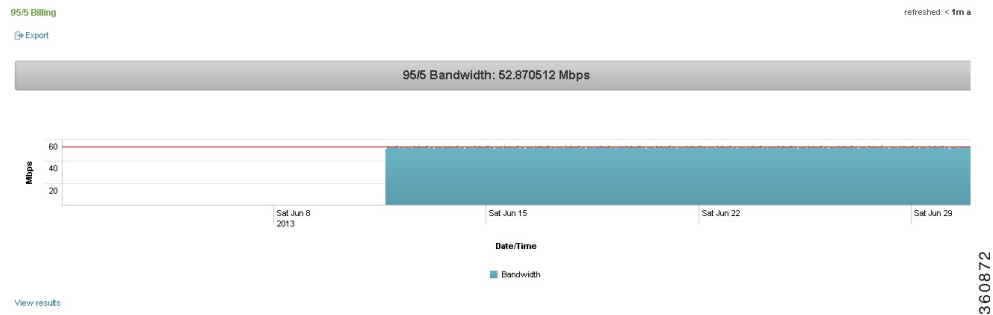 95/5 Billing
refreshed: < 1m a
Export
95/5 Bandwidth: 52.870512 Mbps
60
40
20
Mbps
Sat Jun 8
2013
Sat Jun 15
Sat Jun 22
Sat Jun 29
Date/Time
Bandwidth
View results
360872